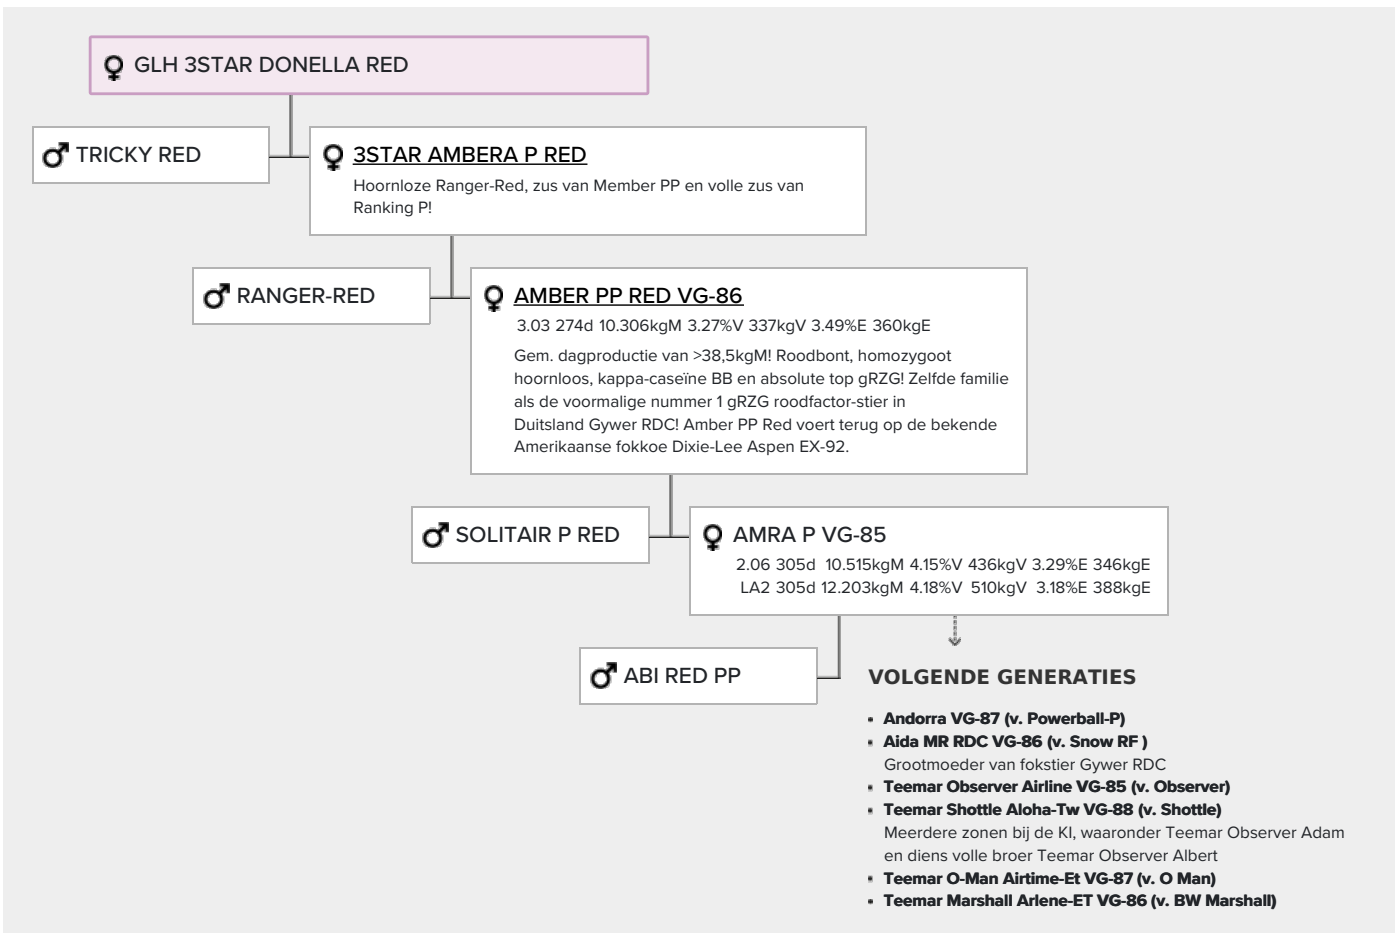 GLH 3STAR DONELLA RED
TRICKY RED
3STAR AMBERA P RED
Hoornloze Ranger-Red, zus van Member PP en volle zus van
Ranking P!
RANGER-RED
AMBER PP RED VG-86
3.03 274d 10.306kgM 3.27%V 337kgV 3.49%E 360kgE
Gem. dagproductie van >38,5kgM! Roodbont, homozygoot
hoornloos, kappa-caseïne BB en absolute top gRZG! Zelfde familie
als de voormalige nummer 1 gRZG roodfactor-stier in
Duitsland Gywer RDC! Amber PP Red voert terug op de bekende
Amerikaanse fokkoe Dixie-Lee Aspen EX-92.
SOLITAIR P RED
AMRA P VG-85
2.06 305d 10.515kgM 4.15%V 436kgV 3.29%E 346kgE
LA2 305d 12.203kgM 4.18%V 510kgV 3.18%E 388kgE
ABI RED PP
VOLGENDE GENERATIES
Andorra VG-87 (v. Powerball-P)
Aida MR RDC VG-86 (v. Snow RF )
Grootmoeder van fokstier Gywer RDC
Teemar Observer Airline VG-85 (v. Observer)
Teemar Shottle Aloha-Tw VG-88 (v. Shottle)
Meerdere zonen bij de KI, waaronder Teemar Observer Adam
en diens volle broer Teemar Observer Albert
Teemar O-Man Airtime-Et VG-87 (v. O Man)
Teemar Marshall Arlene-ET VG-86 (v. BW Marshall)